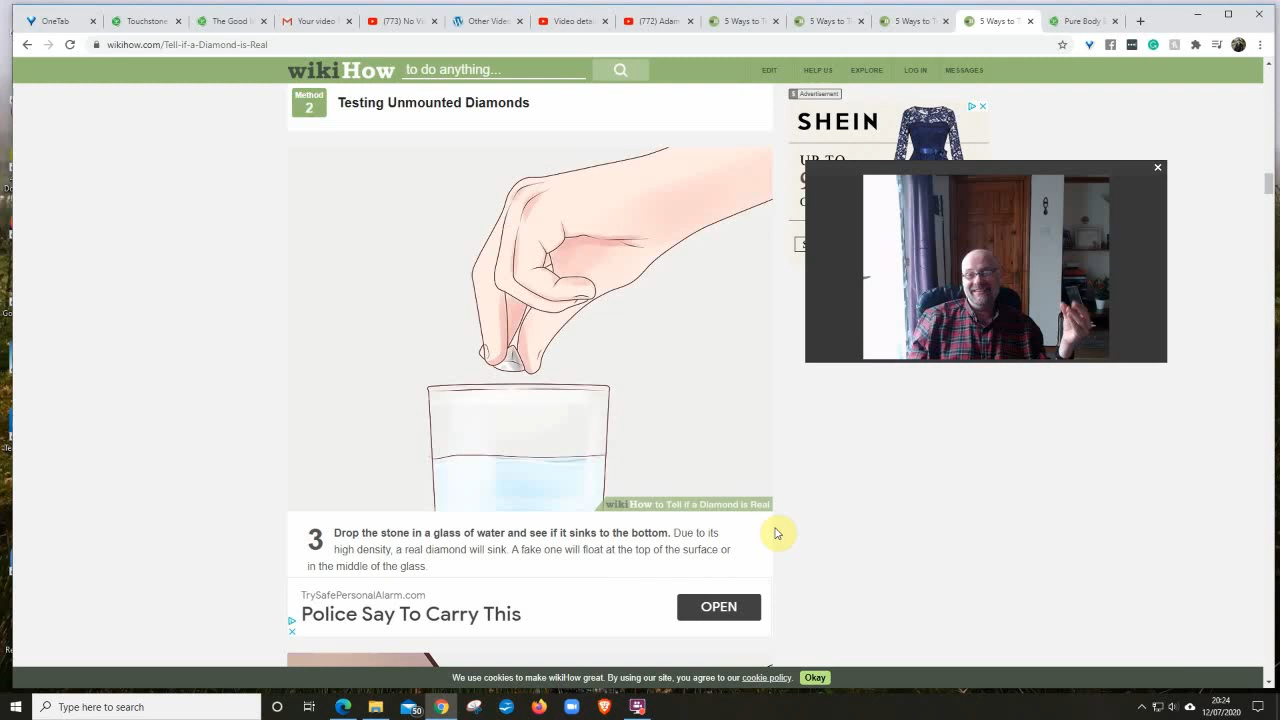 OneTab
Touchstone
The Good I
Your video
(773) No V
Other Video
Video detai
(772) Adam
5 Ways to T
5 Ways to T
5 Ways to T
5 Ways to T
Pure Body
wikihow.com/Tell-if-a-Diamond-is-Real
wikiHow to do anything...
EDIT HELP US EXPLORE LOG IN MESSAGES
Method
2
Testing Unmounted Diamonds
Advertisement
SHEIN
UP TO
wikiHow to Tell if a Diamond is Real
3 Drop the stone in a glass of water and see if it sinks to the bottom. Due to its
high density, a real diamond will sink. A fake one will float at the top of the surface or
in the middle of the glass.
TrySafePersonalAlarm.com
Police Say To Carry This
OPEN
We use cookies to make wikiHow great. By using our site, you agree to our cookie policy. Okay
Type here to search
50
20:24
12/07/2020